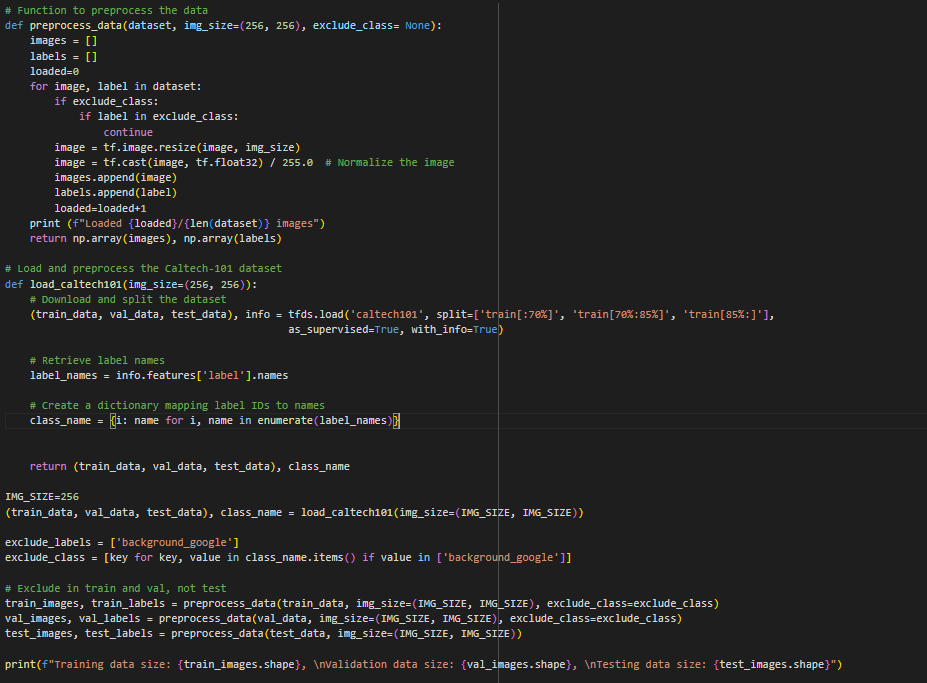 # Function to preprocess the data
def preprocess_data(dataset, img_size=(256, 256), exclude_class= None):
    images = []
    labels = []
    loaded=0
    for image, label in dataset:
        if exclude_class:
            if label in exclude_class:
                continue
        image = tf.image.resize(image, img_size)
        image = tf.cast(image, tf.float32) / 255.0  # Normalize the image
        images.append(image)
        labels.append(label)
        loaded=loaded+1
    print (f"Loaded {loaded}/{len(dataset)} images")
    return np.array(images), np.array(labels)

# Load and preprocess the Caltech-101 dataset
def load_caltech101(img_size=(256, 256)):
    # Download and split the dataset
    (train_data, val_data, test_data), info = tfds.load('caltech101', split=['train[:70%]', 'train[70%:85%]', 'train[85%:]'],
                                              as_supervised=True, with_info=True)

    # Retrieve label names
    label_names = info.features['label'].names

    # Create a dictionary mapping label IDs to names
    class_name = {i: name for i, name in enumerate(label_names)}


    return (train_data, val_data, test_data), class_name

IMG_SIZE=256
(train_data, val_data, test_data), class_name = load_caltech101(img_size=(IMG_SIZE, IMG_SIZE))

exclude_labels = ['background_google']
exclude_class = [key for key, value in class_name.items() if value in ['background_google']]

# Exclude in train and val, not test
train_images, train_labels = preprocess_data(train_data, img_size=(IMG_SIZE, IMG_SIZE), exclude_class=exclude_class)
val_images, val_labels = preprocess_data(val_data, img_size=(IMG_SIZE, IMG_SIZE), exclude_class=exclude_class)
test_images, test_labels = preprocess_data(test_data, img_size=(IMG_SIZE, IMG_SIZE))

print(f"Training data size: {train_images.shape}, \nValidation data size: {val_images.shape}, \nTesting data size: {test_images.shape}")